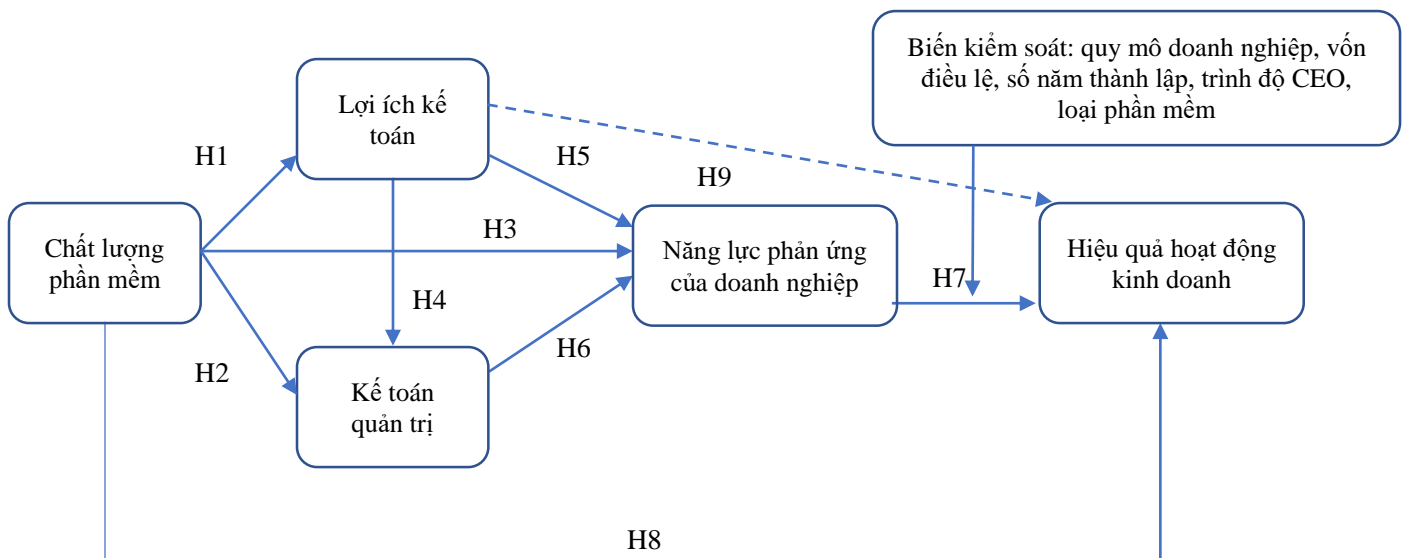 Biến kiểm soát: quy mô doanh nghiệp, vốn
điều lệ, số năm thành lập, trình độ CEO,
loại phần mềm
Lợi ích kế
toán
H1
H5
H9
Chất lượng
phần mềm
H3
Năng lực phản ứng
của doanh nghiệp
H7
Hiệu quả hoạt động
kinh doanh
H4
H2
H6
Kế toán
quản trị
H8